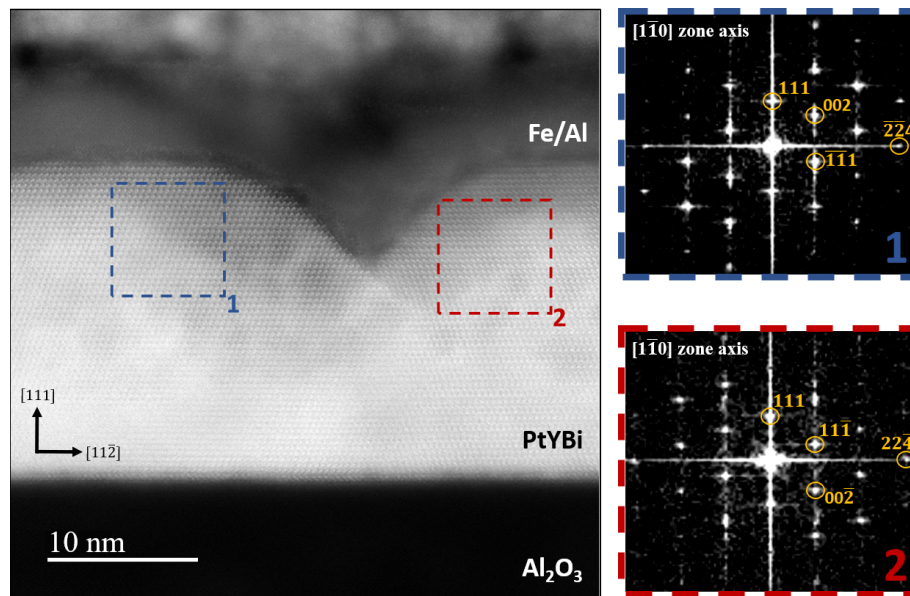 Fe/Al
1
2
[111]
[112̅]
PtYBi
10 nm
Al₂O₃
[11̅0] zone axis
111
002
1̅1̅1
2̅2̅4
1
[11̅0] zone axis
111
111̅
224̅
002̅
2